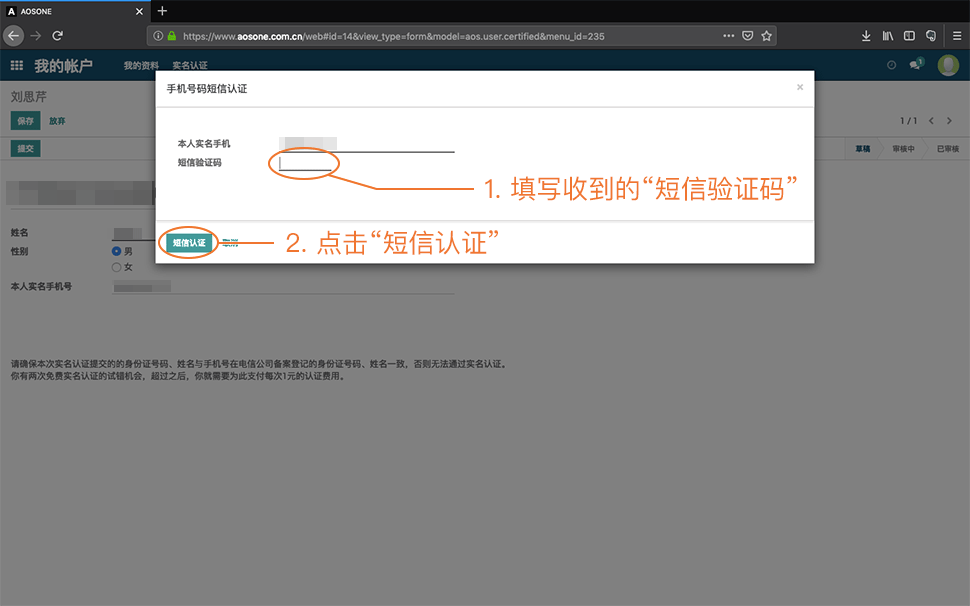 AOSONE
https://www.aosone.com.cn/web#id=14&view_type=form&model=aos.user.certified&menu_id=235
我的帐户 我的资料 实名认证 1
刘思芹
保存 放弃 1 / 1
提交 草稿 审核中 已审核
手机号码短信认证 ×
本人实名手机
短信验证码
1. 填写收到的“短信验证码”
短信认证
2. 点击“短信认证”
姓名
性别 男
女
本人实名手机号
请确保本次实名认证提交的的身份证号码、姓名与手机号在电信公司备案登记的身份证号码、姓名一致，否则无法通过实名认证。
你有两次免费实名认证的试错机会，超过之后，你就需要为此支付每次1元的认证费用。